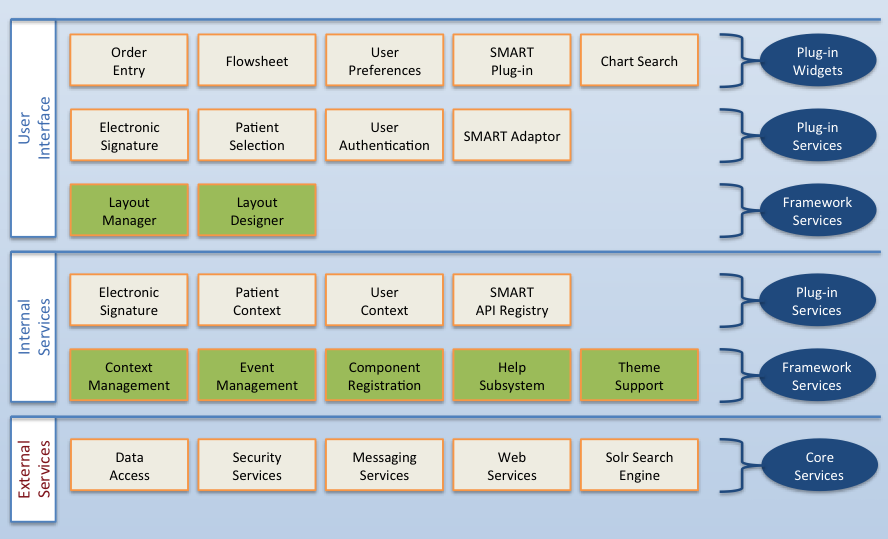 User
Interface
Order
Entry
Flowsheet
User
Preferences
SMART
Plug-in
Chart Search
Plug-in
Widgets
Electronic
Signature
Patient
Selection
User
Authentication
SMART Adaptor
Plug-in
Services
Layout
Manager
Layout
Designer
Framework
Services
Internal
Services
Electronic
Signature
Patient
Context
User
Context
SMART
API Registry
Plug-in
Services
Context
Management
Event
Management
Component
Registration
Help
Subsystem
Theme
Support
Framework
Services
External
Services
Data
Access
Security
Services
Messaging
Services
Web
Services
Solr Search
Engine
Core
Services